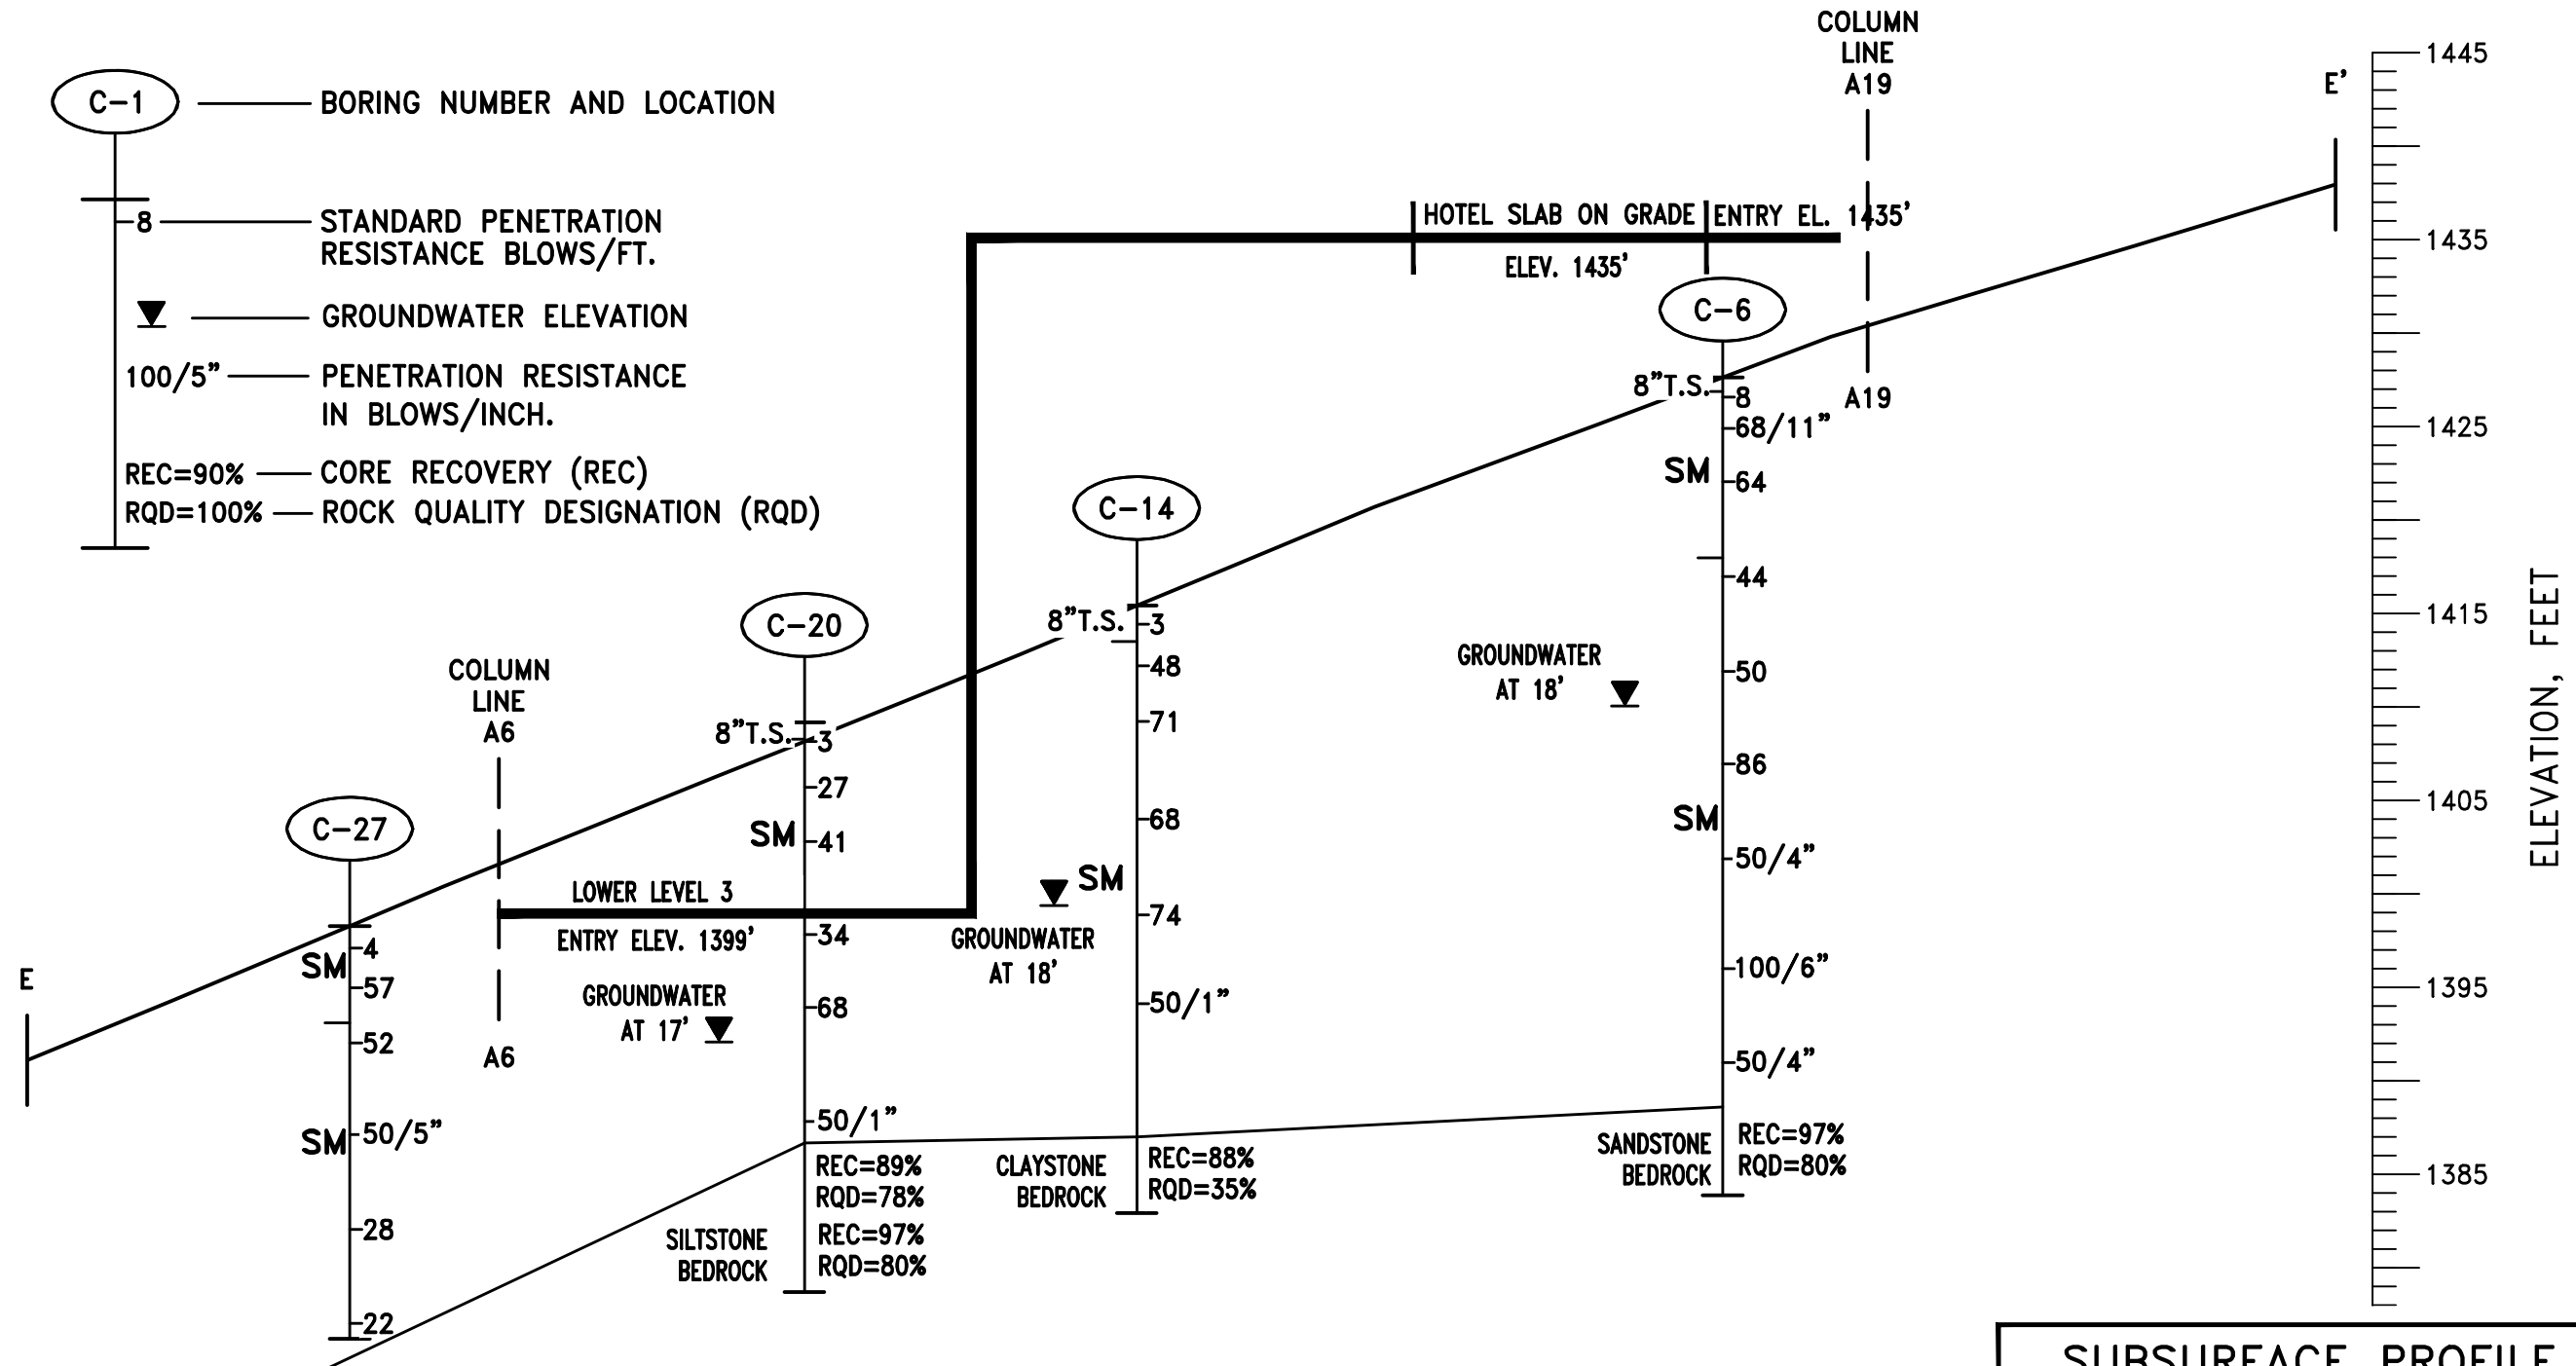 C-1
BORING NUMBER AND LOCATION
8
STANDARD PENETRATION
RESISTANCE BLOWS/FT.
GROUNDWATER ELEVATION
100/5"
PENETRATION RESISTANCE
IN BLOWS/INCH.
REC=90%
CORE RECOVERY (REC)
RQD=100%
ROCK QUALITY DESIGNATION (RQD)
COLUMN
LINE
A19
E'
HOTEL SLAB ON GRADE
ENTRY EL. 1435'
ELEV. 1435'
A19
E
C-27
4
SM
57
52
SM
50/5"
28
22
COLUMN
LINE
A6
A6
LOWER LEVEL 3
ENTRY ELEV. 1399'
C-20
8"T.S.
3
27
SM
41
34
GROUNDWATER
AT 17'
68
50/1"
REC=89%
RQD=78%
REC=97%
RQD=80%
SILTSTONE
BEDROCK
C-14
8"T.S.
3
48
71
68
SM
74
GROUNDWATER
AT 18'
50/1"
CLAYSTONE
BEDROCK
REC=88%
RQD=35%
C-6
8"T.S.
8
68/11"
SM
64
44
GROUNDWATER
AT 18'
50
86
SM
50/4"
100/6"
50/4"
SANDSTONE
BEDROCK
REC=97%
RQD=80%
1445
1435
1425
1415
1405
1395
1385
ELEVATION, FEET
SUBSURFACE PROFILE